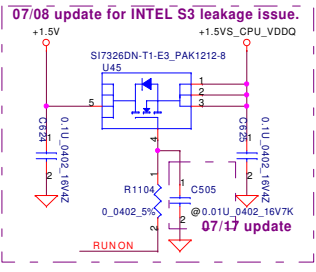 07/08 update for INTEL S3 leakage issue.
+1.5V
+1.5VS_CPU_VDDQ
SI7326DN-T1-E3_PAK1212-8
U45
5
1
2
3
4
C624
0.1U_0402_16V4Z
1
2
C625
0.1U_0402_16V4Z
1
2
R1104
0_0402_5%
1
2
C505
@0.01U_0402_16V7K
1
2
07/17 update
RUNON